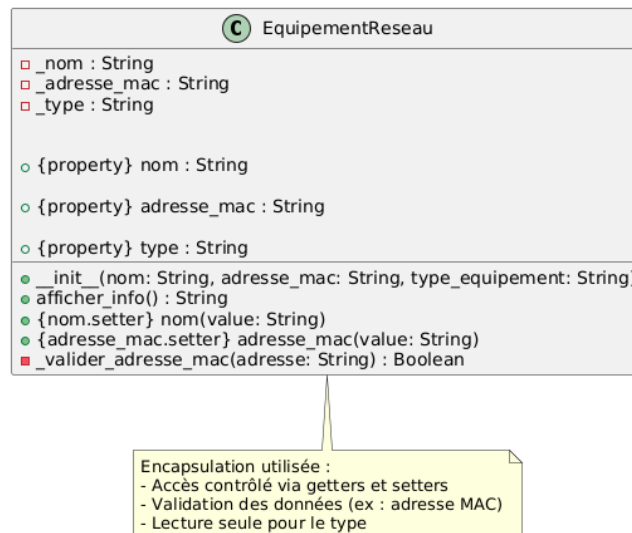 C EquipementReseau
_nom : String
_adresse_mac : String
_type : String
{property} nom : String
{property} adresse_mac : String
{property} type : String
__init__(nom: String, adresse_mac: String, type_equipement: String)
afficher_info() : String
{nom.setter} nom(value: String)
{adresse_mac.setter} adresse_mac(value: String)
_valider_adresse_mac(adresse: String) : Boolean
Encapsulation utilisée :
- Accès contrôlé via getters et setters
- Validation des données (ex : adresse MAC)
- Lecture seule pour le type